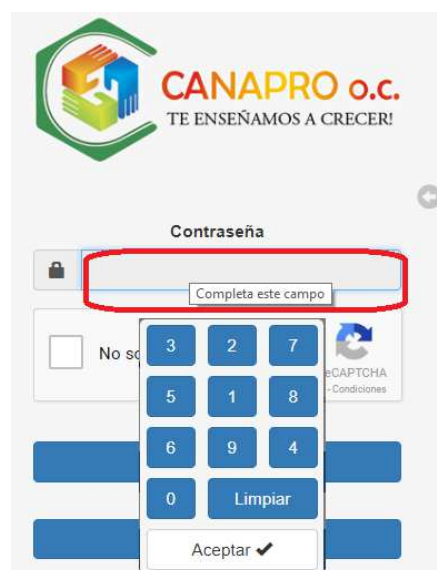 CANAPRO O.C.
TE ENSEÑAMOS A CRECER!
Contraseña
Completa este campo
No
3 2 7
eCAPTCHA
- Condiciones
5 1 8
6 9 4
0 Limpiar
Aceptar